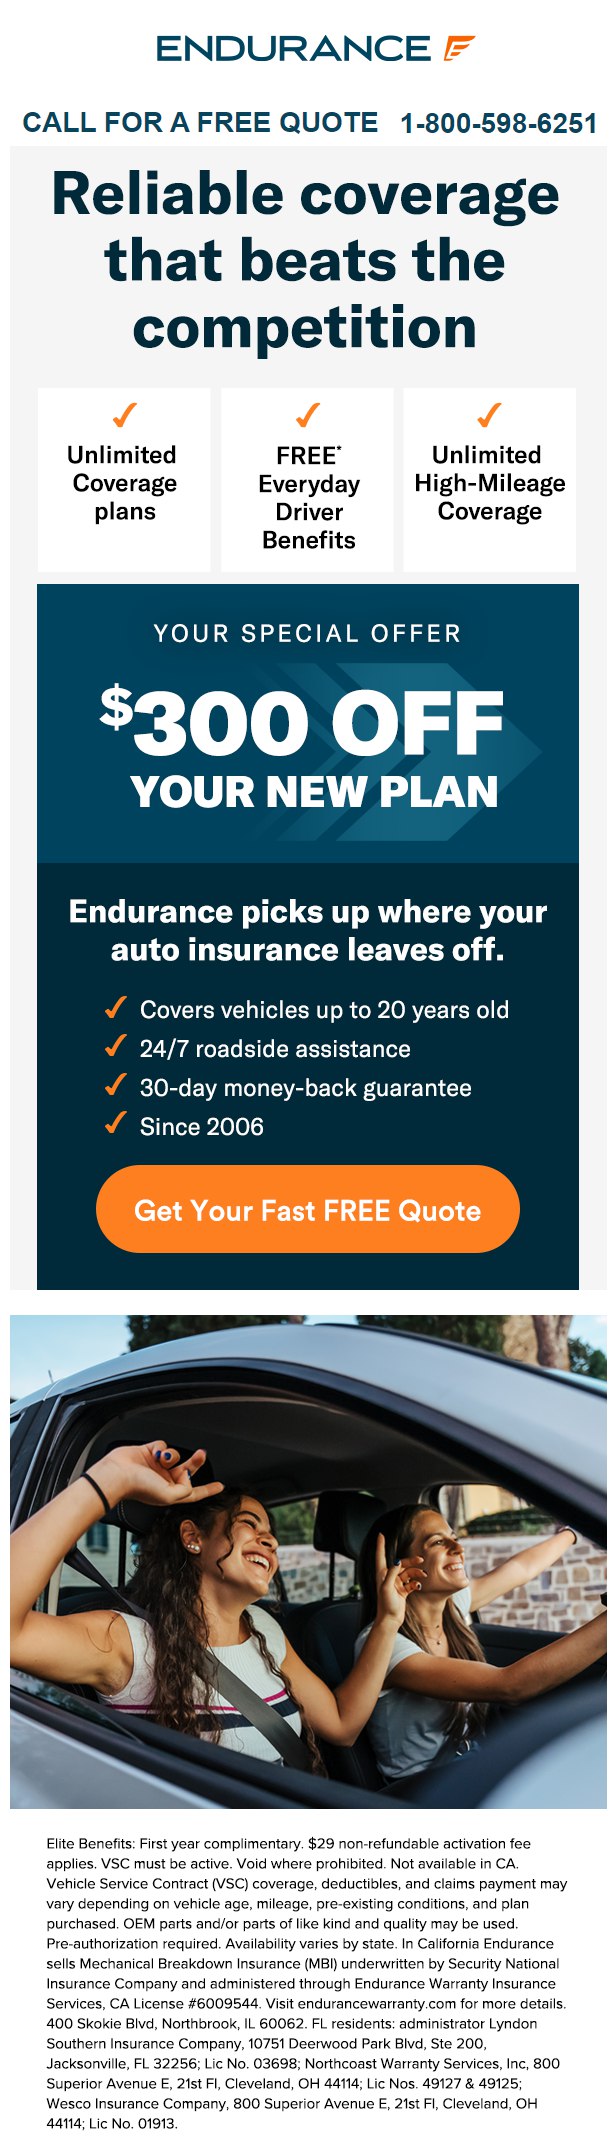 ENDURANCE
CALL FOR A FREE QUOTE 1-800-598-6251
Reliable coverage
that beats the
competition
Unlimited
Coverage
plans
FREE*
Everyday
Driver
Benefits
Unlimited
High-Mileage
Coverage
YOUR SPECIAL OFFER
$300 OFF
YOUR NEW PLAN
Endurance picks up where your
auto insurance leaves off.
Covers vehicles up to 20 years old
24/7 roadside assistance
30-day money-back guarantee
Since 2006
Get Your Fast FREE Quote
Elite Benefits: First year complimentary. $29 non-refundable activation fee
applies. VSC must be active. Void where prohibited. Not available in CA.
Vehicle Service Contract (VSC) coverage, deductibles, and claims payment may
vary depending on vehicle age, mileage, pre-existing conditions, and plan
purchased. OEM parts and/or parts of like kind and quality may be used.
Pre-authorization required. Availability varies by state. In California Endurance
sells Mechanical Breakdown Insurance (MBI) underwritten by Security National
Insurance Company and administered through Endurance Warranty Insurance
Services, CA License #6009544. Visit endurancewarranty.com for more details.
400 Skokie Blvd, Northbrook, IL 60062. FL residents: administrator Lyndon
Southern Insurance Company, 10751 Deerwood Park Blvd, Ste 200,
Jacksonville, FL 32256; Lic No. 03698; Northcoast Warranty Services, Inc, 800
Superior Avenue E, 21st Fl, Cleveland, OH 44114; Lic Nos. 49127 & 49125;
Wesco Insurance Company, 800 Superior Avenue E, 21st Fl, Cleveland, OH
44114; Lic No. 01913.